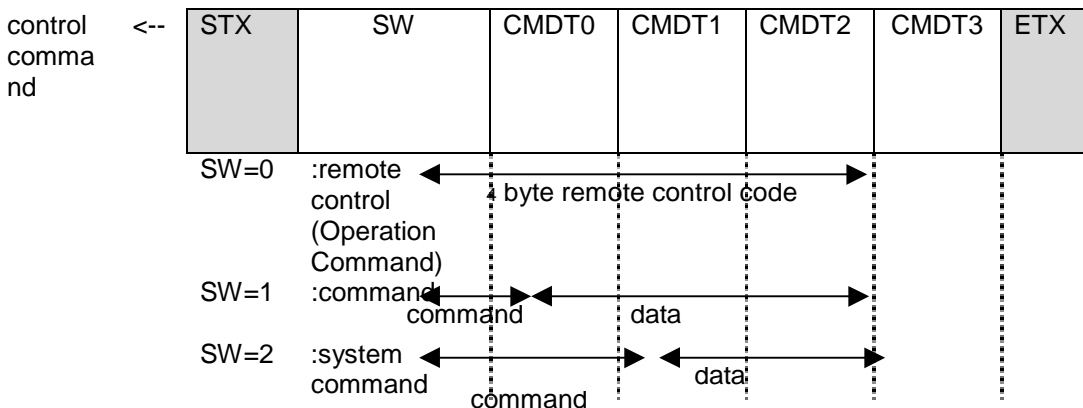 control <-- STX SW CMDT0 CMDT1 CMDT2 CMDT3 ETX
comma
nd
SW=0 :remote
control
(Operation
Command)
4 byte remote control code
SW=1 :command
command data
SW=2 :system
command
data
command